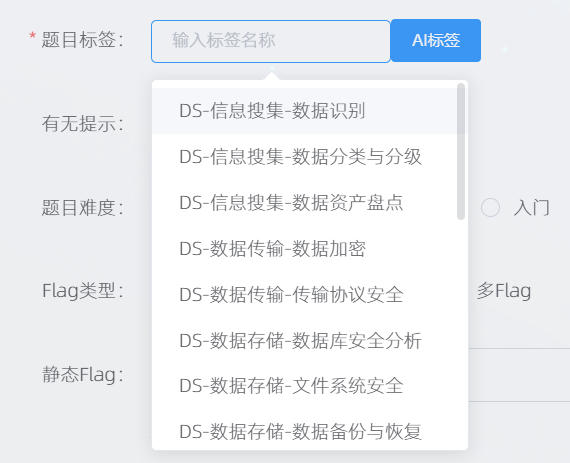 * 题目标签： 输入标签名称 AI标签
DS-信息搜集-数据识别
有无提示：
DS-信息搜集-数据分类与分级
题目难度： DS-信息搜集-数据资产盘点 入门
DS-数据传输-数据加密
Flag类型： DS-数据传输-传输协议安全 多Flag
DS-数据存储-数据库安全分析
静态Flag： DS-数据存储-文件系统安全
DS-数据存储-数据备份与恢复